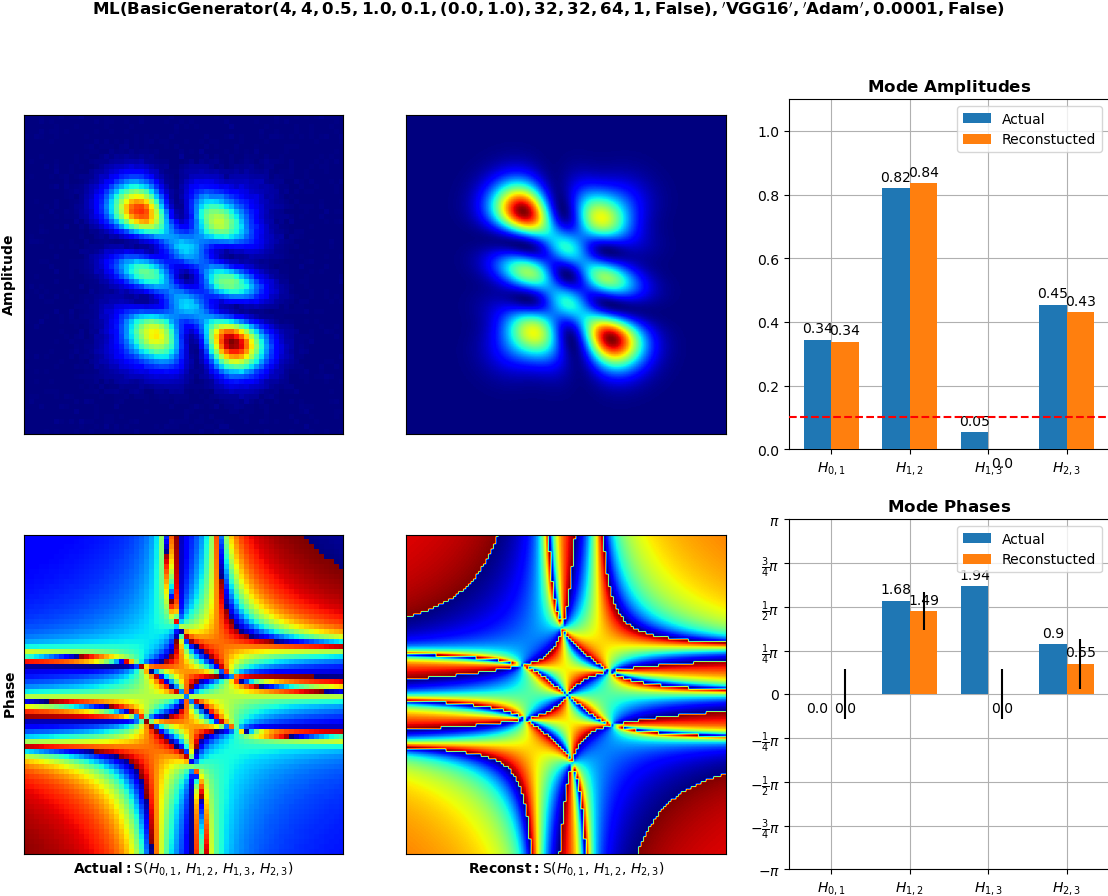 ML(BasicGenerator(4, 4, 0.5, 1.0, 0.1, (0.0, 1.0), 32, 32, 64, 1, False), 'VGG16', 'Adam', 0.0001, False)
Mode Amplitudes
Actual
Reconstucted
1.0
0.8
0.6
0.4
0.2
0.0
0.34
0.34
0.82
0.84
0.05
0.0
0.45
0.43
H0,1
H1,2
H1,3
H2,3
Amplitude
Mode Phases
Actual
Reconstucted
π
3/4π
1/2π
1/4π
0
−1/4π
−1/2π
−3/4π
−π
0.0
0.0
1.68
1.49
1.94
0.0
0.9
0.55
H0,1
H1,2
H1,3
H2,3
Phase
Actual: S(H0,1, H1,2, H1,3, H2,3)
Reconst: S(H0,1, H1,2, H2,3)